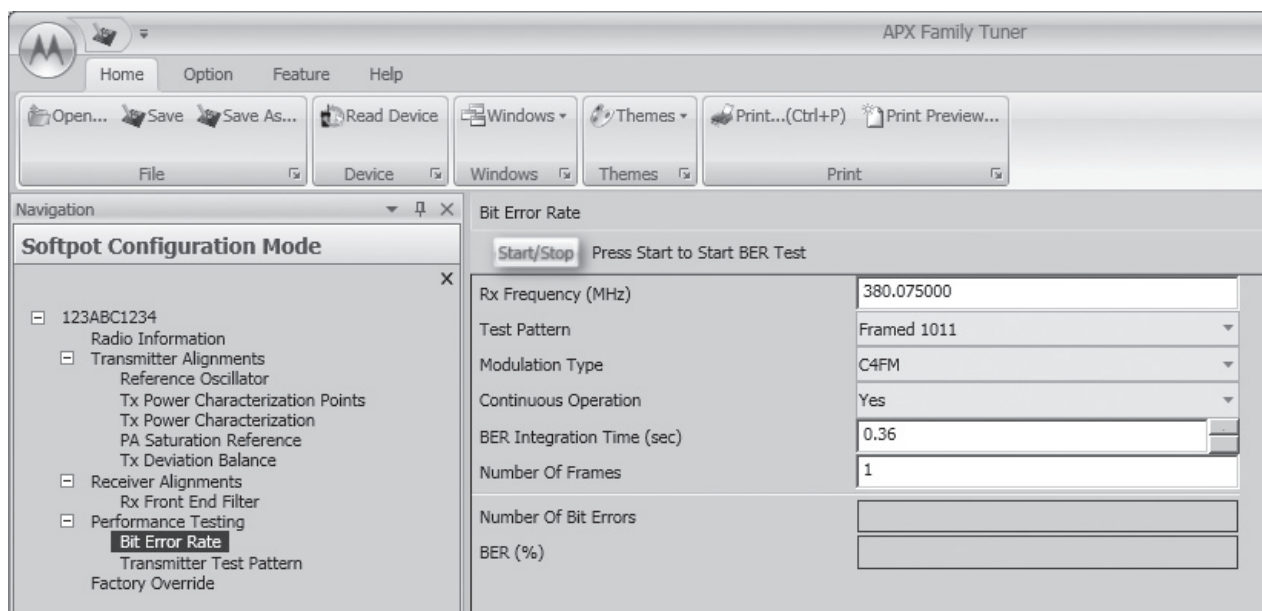 APX Family Tuner
Home Option Feature Help
Open... Save Save As... Read Device Windows Themes Print...(Ctrl+P) Print Preview...
File Device Windows Themes Print
Navigation
Softpot Configuration Mode
X
123ABC1234
Radio Information
Transmitter Alignments
Reference Oscillator
Tx Power Characterization Points
Tx Power Characterization
PA Saturation Reference
Tx Deviation Balance
Receiver Alignments
Rx Front End Filter
Performance Testing
Bit Error Rate
Transmitter Test Pattern
Factory Override
Bit Error Rate
Start/Stop Press Start to Start BER Test
Rx Frequency (MHz) 380.075000
Test Pattern Framed 1011
Modulation Type C4FM
Continuous Operation Yes
BER Integration Time (sec) 0.36
Number Of Frames 1
Number Of Bit Errors
BER (%)